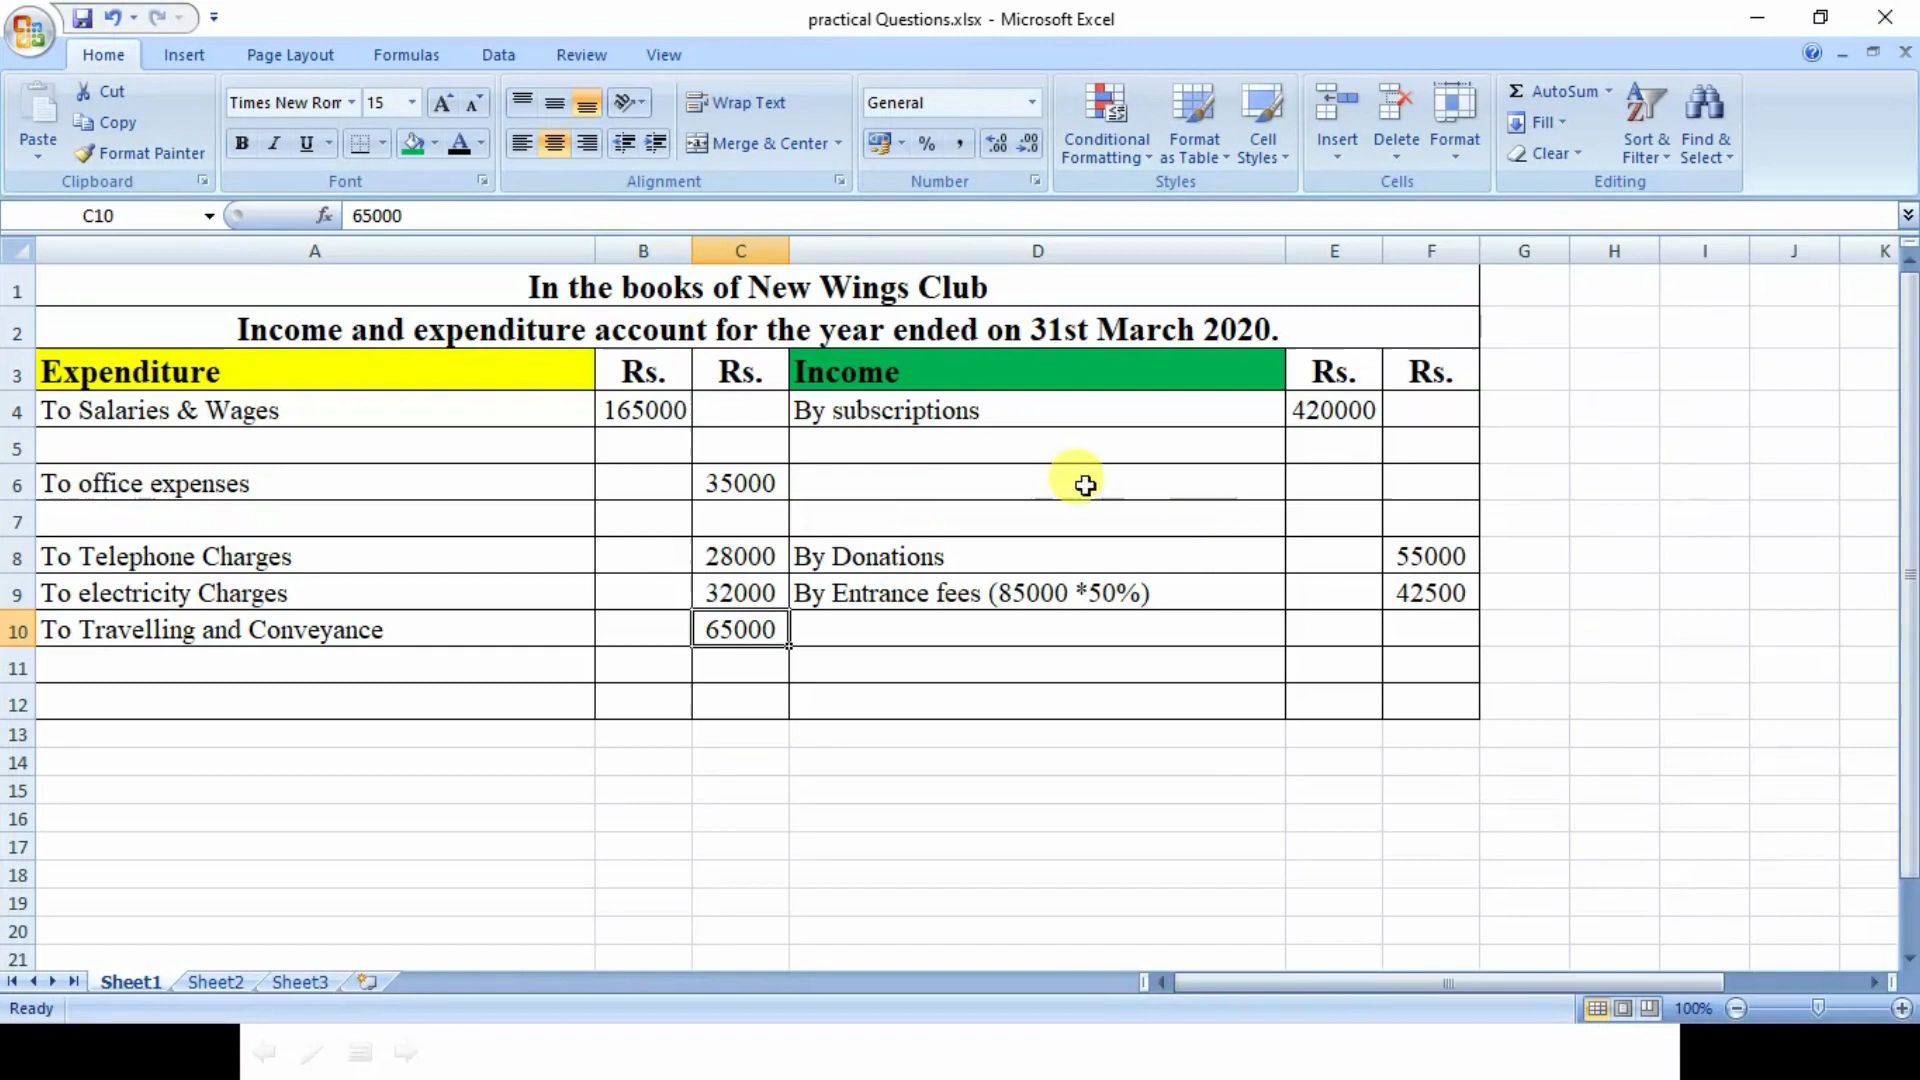 practical Questions.xlsx - Microsoft Excel
Home Insert Page Layout Formulas Data Review View
Paste Cut Copy Format Painter Clipboard
Times New Ror 15 A A B I U A Font
Wrap Text Merge & Center Alignment
General % , Number
Conditional Formatting Format as Table Cell Styles Styles
Insert Delete Format Cells
Σ AutoSum Fill Clear Sort & Filter Find & Select Editing
C10 fx 65000
A B C D E F G H I J K
1 In the books of New Wings Club
2 Income and expenditure account for the year ended on 31st March 2020.
3 Expenditure Rs. Rs. Income Rs. Rs.
4 To Salaries & Wages 165000 By subscriptions 420000
5
6 To office expenses 35000
7
8 To Telephone Charges 28000 By Donations 55000
9 To electricity Charges 32000 By Entrance fees (85000 *50%) 42500
10 To Travelling and Conveyance 65000
11
12
13
14
15
16
17
18
19
20
21
Sheet1 Sheet2 Sheet3
Ready 100%